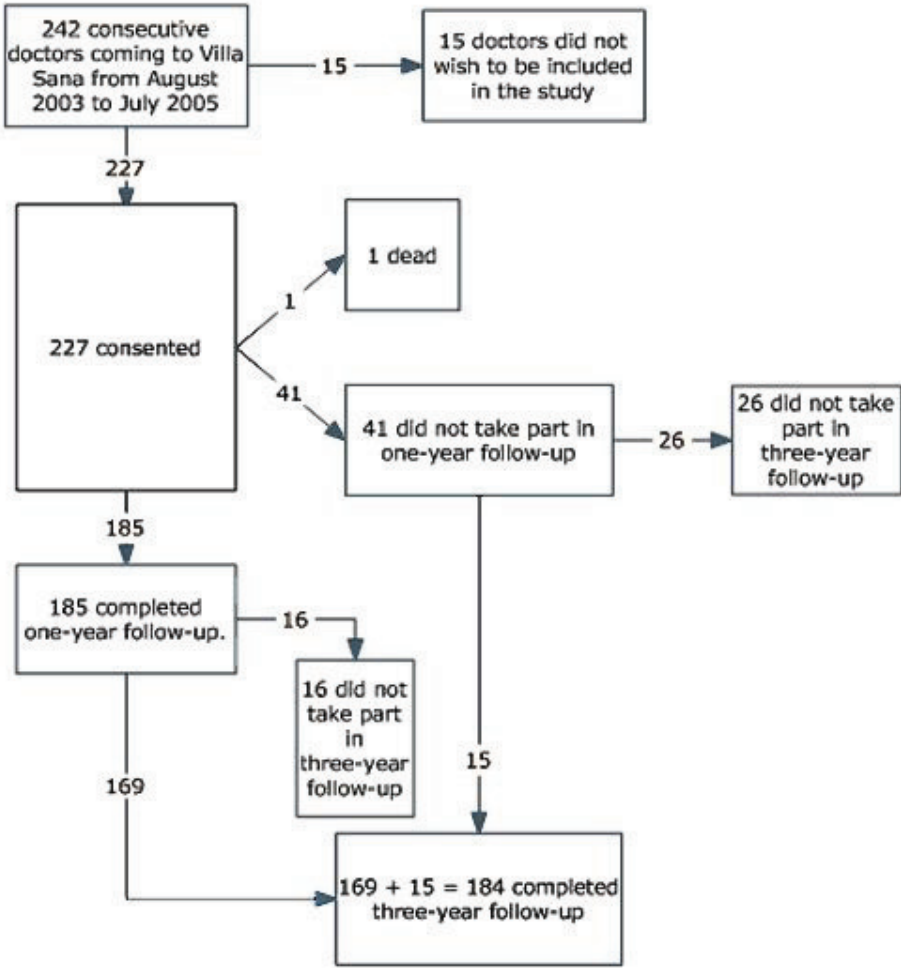 242 consecutive
doctors coming to Villa
Sana from August
2003 to July 2005
15
15 doctors did not
wish to be included
in the study
227
1 dead
1
227 consented
41
41 did not take part in
one-year follow-up
26
26 did not take
part in
three-year
follow-up
185
185 completed
one-year follow-up.
16
16 did not
take part
in
three-year
follow-up
15
169
169 + 15 = 184 completed
three-year follow-up